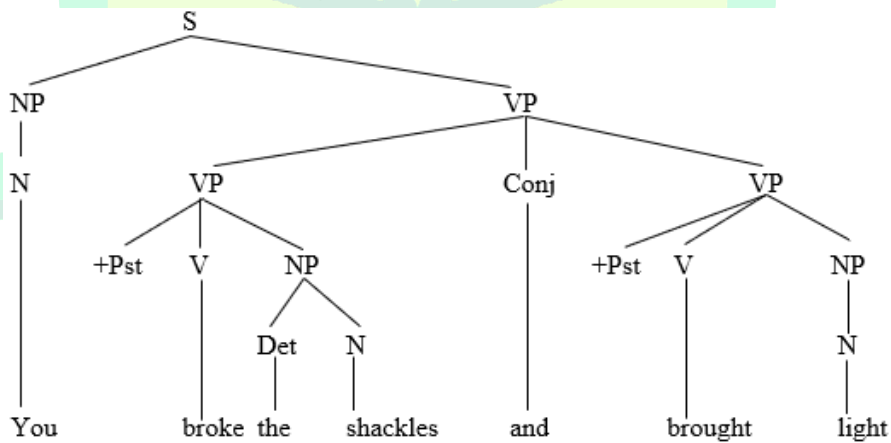 S
NP VP
N VP Conj VP
+Pst V NP +Pst V NP
Det N N
You broke the shackles and brought light